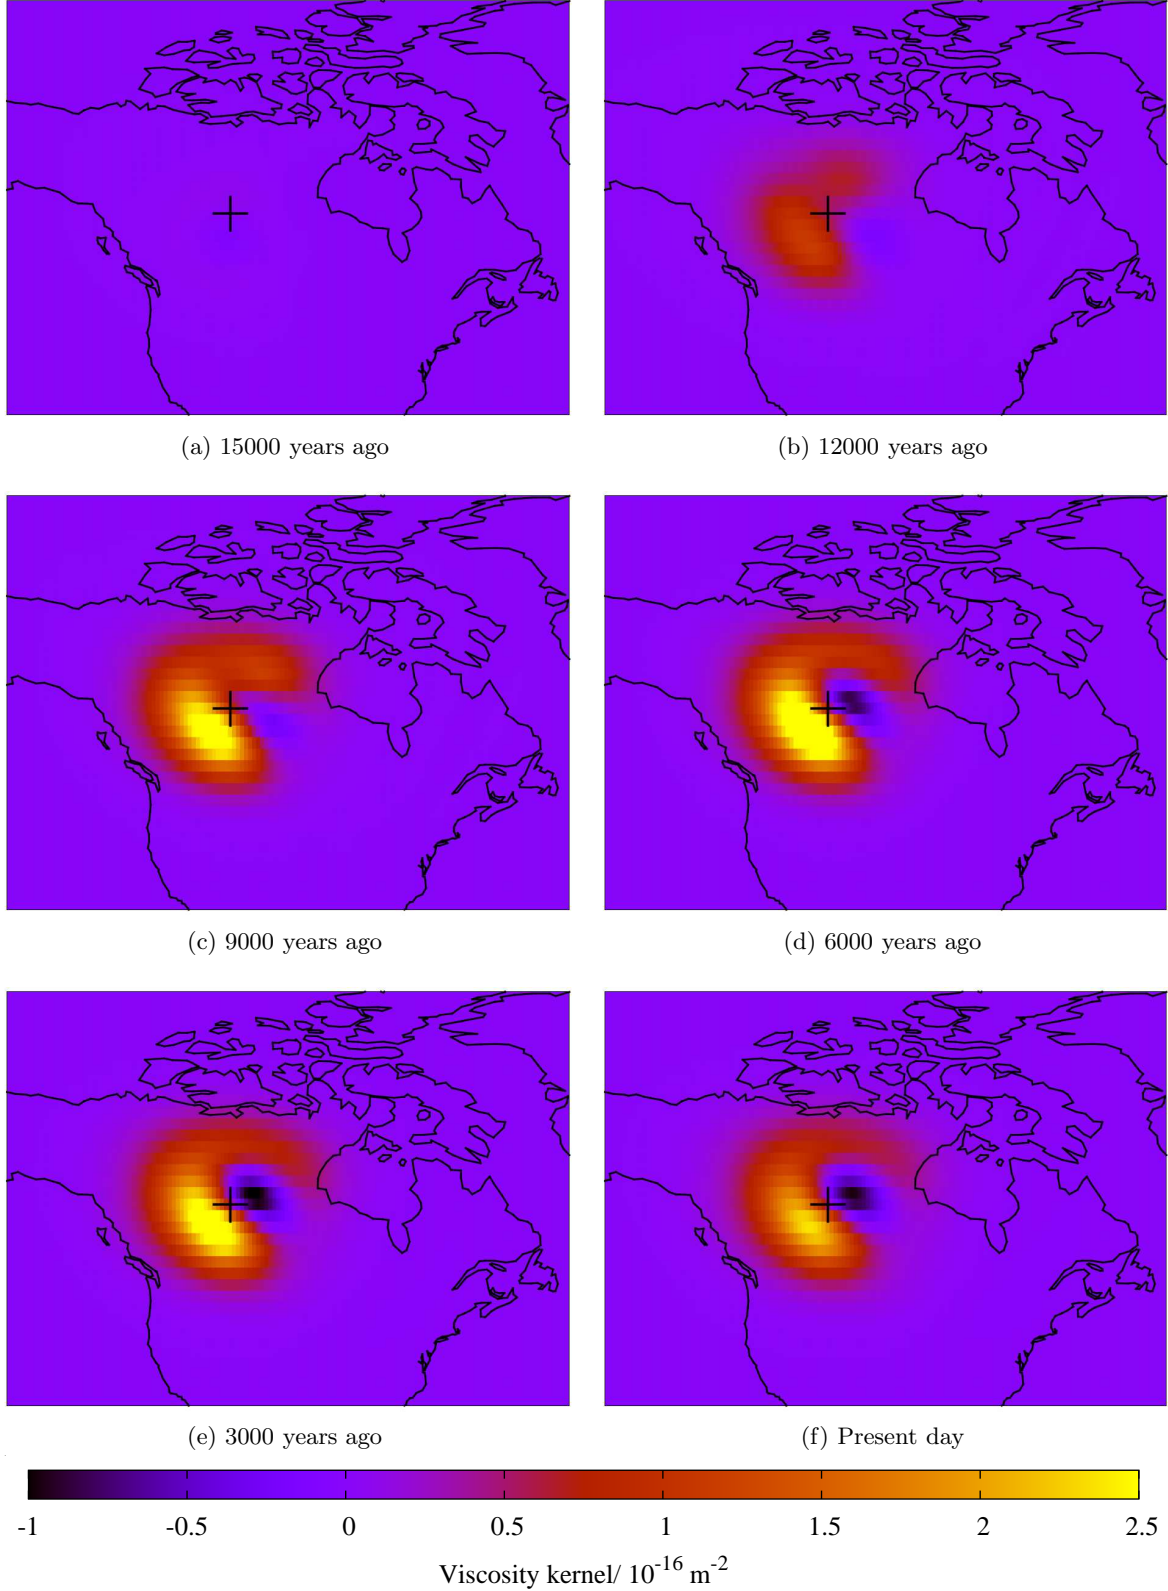 (a) 15000 years ago
(b) 12000 years ago
(c) 9000 years ago
(d) 6000 years ago
(e) 3000 years ago
(f) Present day
-1 -0.5 0 0.5 1 1.5 2 2.5
Viscosity kernel/ 10^-16 m^-2